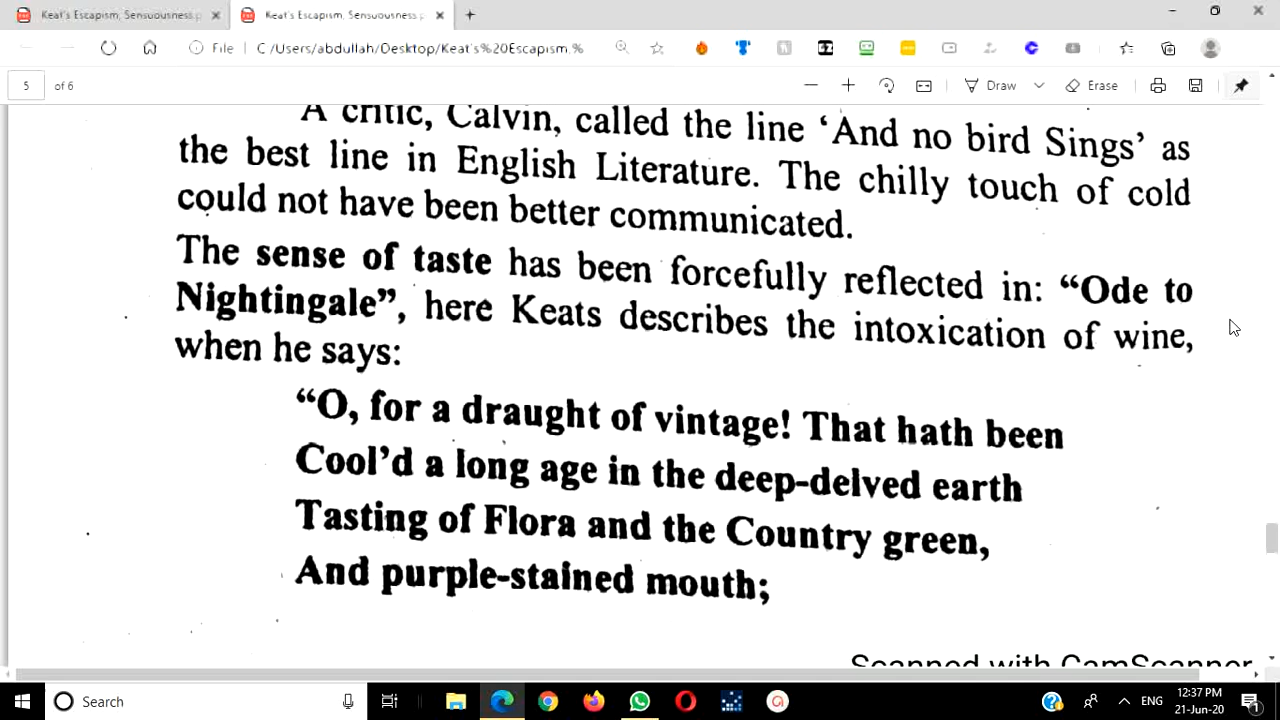 Keat's Escapism, Sensuousness.p
Keat's Escapism, Sensuousness.p
File
C:/Users/abdullah/Desktop/Keat's%20Escapism.%
5 of 6
Draw
Erase
A critic, Calvin, called the line ‘And no bird Sings’ as
the best line in English Literature. The chilly touch of cold
could not have been better communicated.
The sense of taste has been forcefully reflected in: “Ode to
Nightingale”, here Keats describes the intoxication of wine,
when he says:
“O, for a draught of vintage! That hath been
Cool’d a long age in the deep-delved earth
Tasting of Flora and the Country green,
And purple-stained mouth;
Scanned with CamScanner
Search
ENG
12:37 PM
21-Jun-20